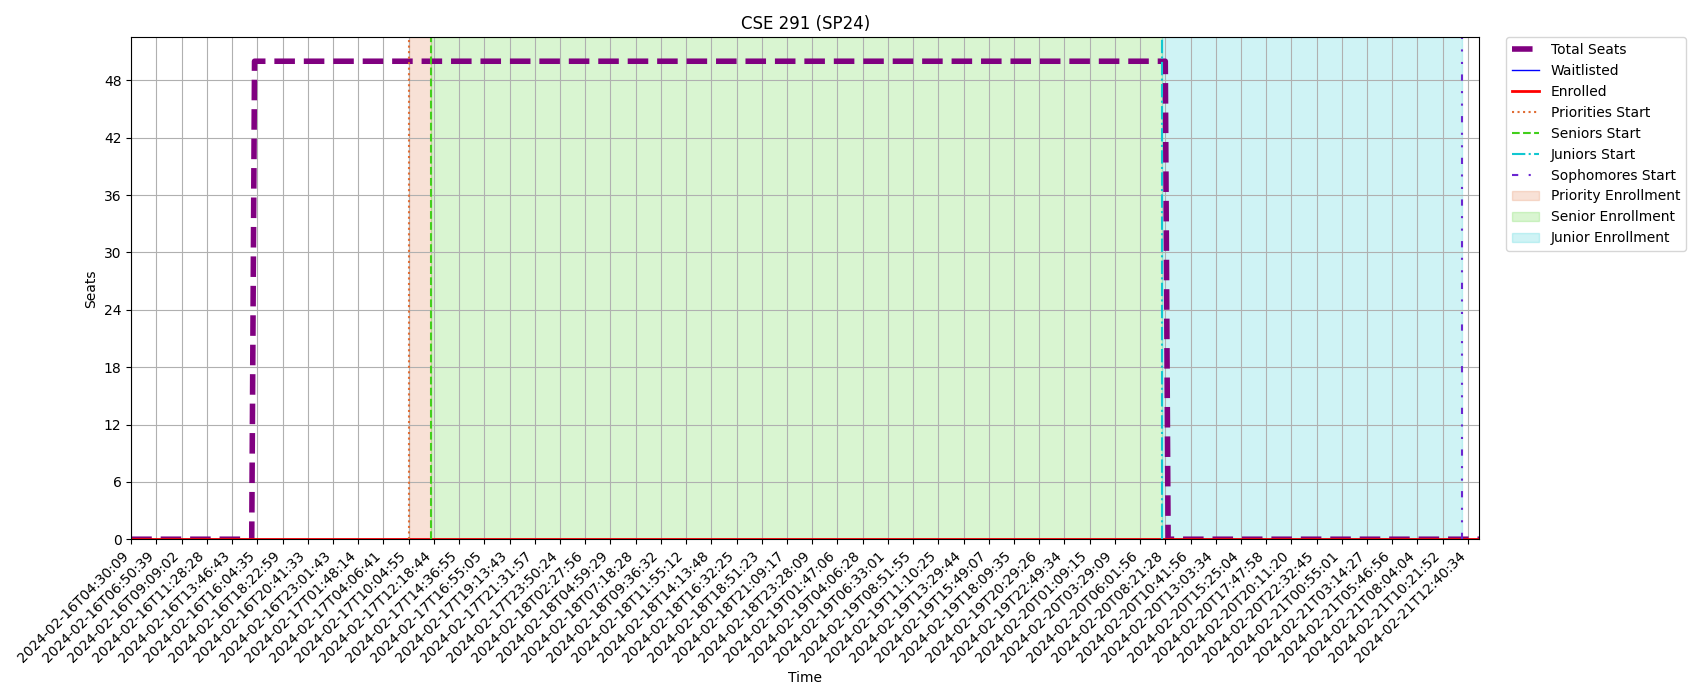 CSE 291 (SP24)
Total Seats
Waitlisted
Enrolled
Priorities Start
Seniors Start
Juniors Start
Sophomores Start
Priority Enrollment
Senior Enrollment
Junior Enrollment
Seats
48
42
36
30
24
18
12
6
0
2024-02-16T04:30:09
2024-02-16T06:50:39
2024-02-16T09:09:02
2024-02-16T11:28:28
2024-02-16T13:46:43
2024-02-16T16:04:35
2024-02-16T18:22:59
2024-02-16T20:41:33
2024-02-16T23:01:43
2024-02-17T01:48:14
2024-02-17T04:06:41
2024-02-17T10:04:55
2024-02-17T12:18:44
2024-02-17T14:36:55
2024-02-17T16:55:05
2024-02-17T19:13:43
2024-02-17T21:31:57
2024-02-17T23:50:24
2024-02-18T02:27:56
2024-02-18T04:59:29
2024-02-18T07:18:28
2024-02-18T09:36:32
2024-02-18T11:55:12
2024-02-18T14:13:48
2024-02-18T16:32:25
2024-02-18T18:51:23
2024-02-18T21:09:17
2024-02-18T23:28:09
2024-02-19T01:47:06
2024-02-19T04:06:28
2024-02-19T06:33:01
2024-02-19T08:51:55
2024-02-19T11:10:25
2024-02-19T13:29:44
2024-02-19T15:49:07
2024-02-19T18:09:35
2024-02-19T20:29:26
2024-02-19T22:49:34
2024-02-20T01:09:15
2024-02-20T03:29:09
2024-02-20T06:01:56
2024-02-20T08:21:28
2024-02-20T10:41:56
2024-02-20T13:03:34
2024-02-20T15:25:04
2024-02-20T17:47:58
2024-02-20T20:11:20
2024-02-20T22:32:45
2024-02-21T00:55:01
2024-02-21T03:14:27
2024-02-21T05:46:56
2024-02-21T08:04:04
2024-02-21T10:21:52
2024-02-21T12:40:34
Time